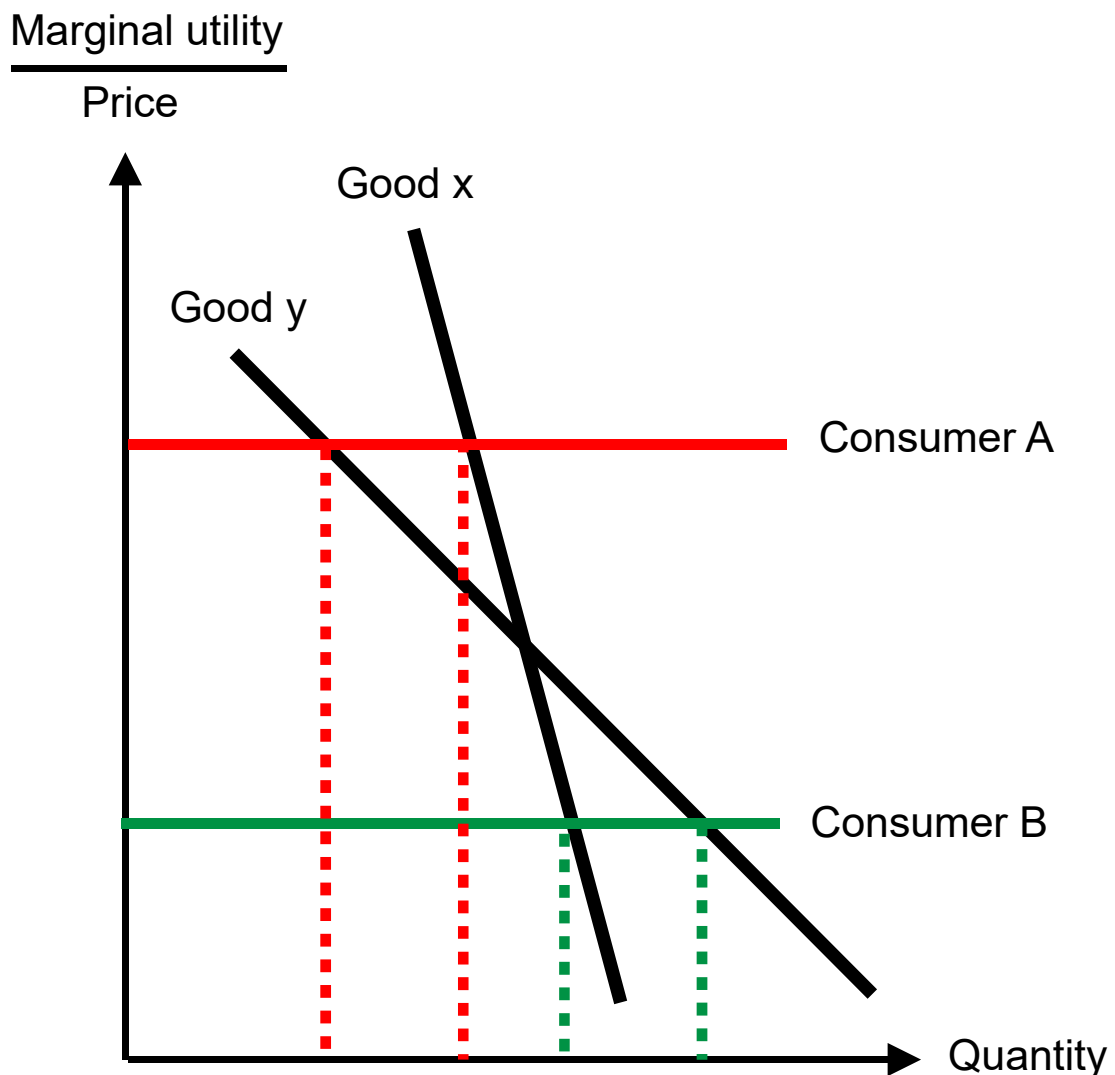 Marginal utility
Price
Good x
Good y
Consumer A
Consumer B
Quantity